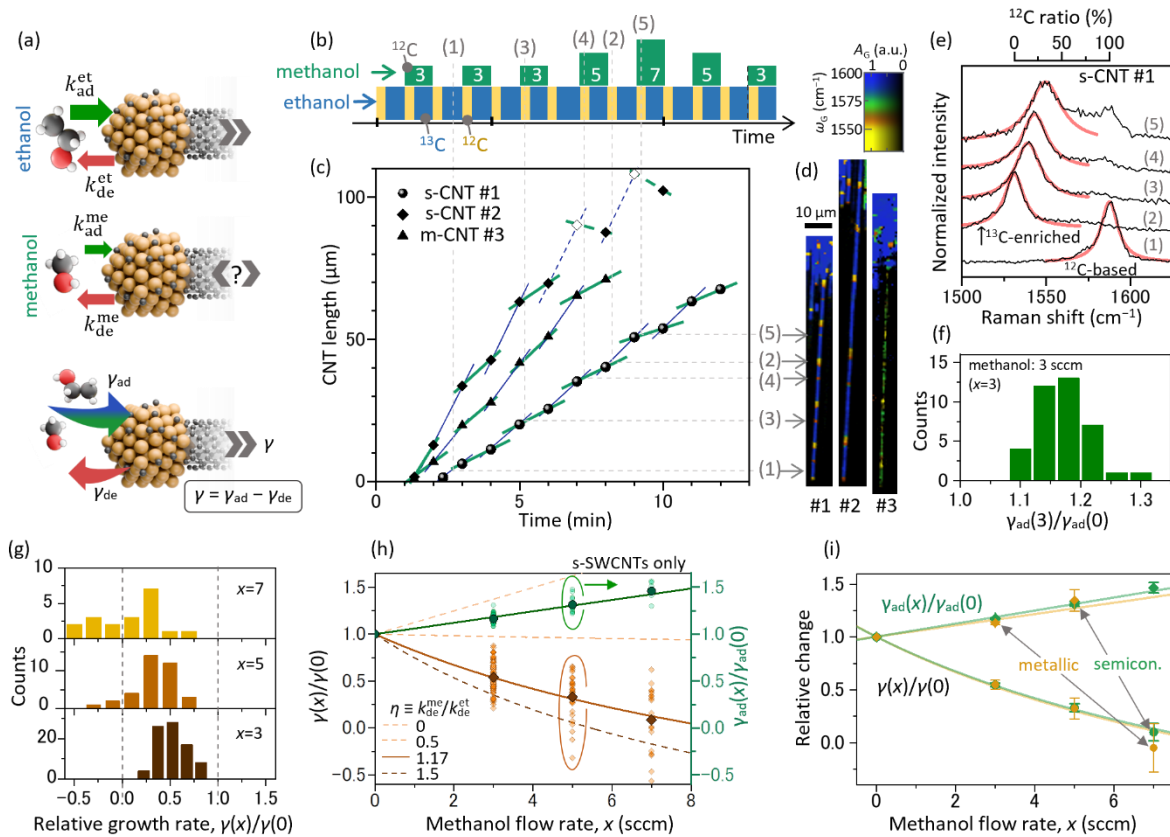 (a)
k_ad^et
ethanol
k_de^et
k_ad^me
methanol
?
k_de^me
γ_ad
γ
γ_de
γ = γ_ad − γ_de
(b)
(1) (3) (4) (2) (5)
¹²C
methanol 3 3 3 5 7 5 3
ethanol
Time
¹³C ¹²C
(c)
100
50
0
CNT length (μm)
s-CNT #1
s-CNT #2
m-CNT #3
0 5 10
Time (min)
A_G (a.u.)
1 0
ω_G (cm⁻¹)
1600
1550
(d)
10 μm
(5)
(2)
(4)
(3)
(1)
#1 #2 #3
(e)
¹²C ratio (%)
0 50 100
s-CNT #1
Normalized intensity
(5)
(4)
(3)
(2)
(1)
↑¹³C-enriched
¹²C-based
1500 1550 1600
Raman shift (cm⁻¹)
(f)
methanol: 3 sccm
(x=3)
Counts
10
5
0
1.0 1.1 1.2 1.3
γ_ad(3)/γ_ad(0)
(g)
Counts
10
5
0
x=7
10
0
x=5
20
0
x=3
−0.5 0.0 0.5 1.0 1.5
Relative growth rate, γ(x)/γ(0)
(h)
s-SWCNTs only
γ(x)/γ(0)
1.5
1.0
0.5
0.0
−0.5
η ≡ k_de^me/k_de^et
0
0.5
1.17
1.5
1.5
1.0
0.5
0.0
−0.5
γ_ad(x)/γ_ad(0)
0 2 4 6 8
Methanol flow rate, x (sccm)
(i)
Relative change
1.5
1.0
0.5
0.0
γ_ad(x)/γ_ad(0)
metallic semicon.
γ(x)/γ(0)
0 2 4 6
Methanol flow rate, x (sccm)